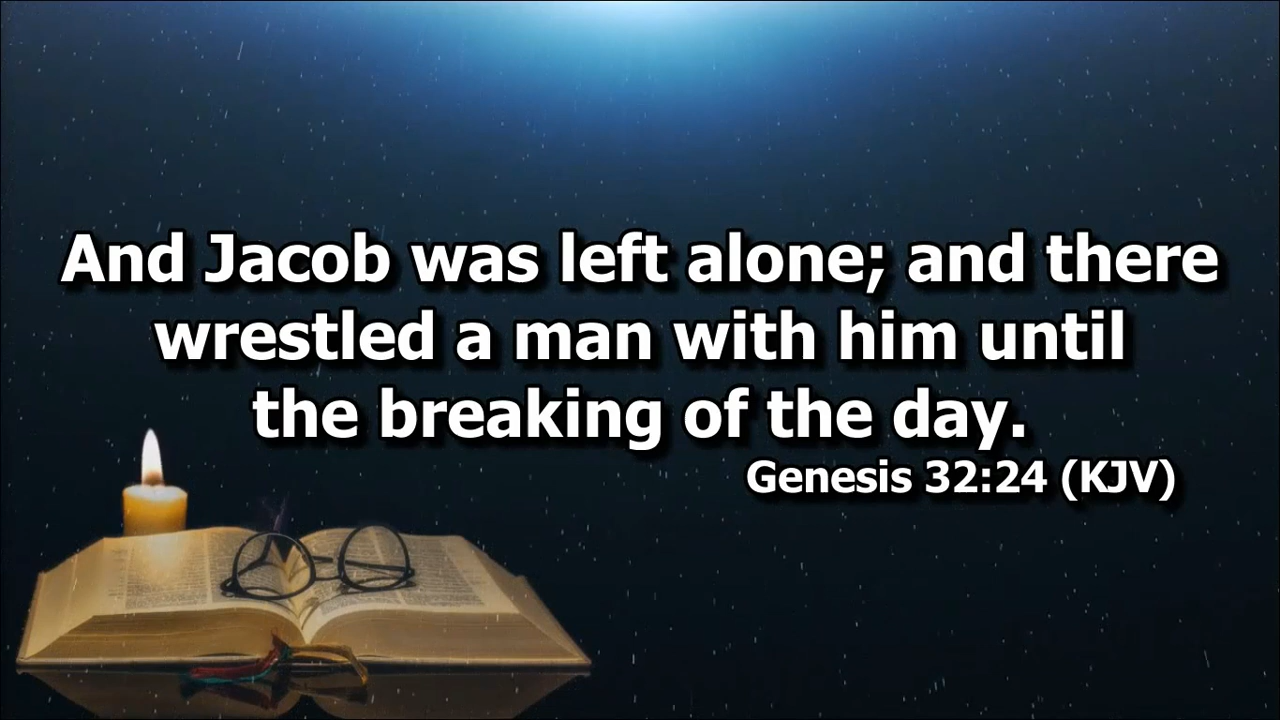 And Jacob was left alone; and there
wrestled a man with him until
the breaking of the day.
Genesis 32:24 (KJV)